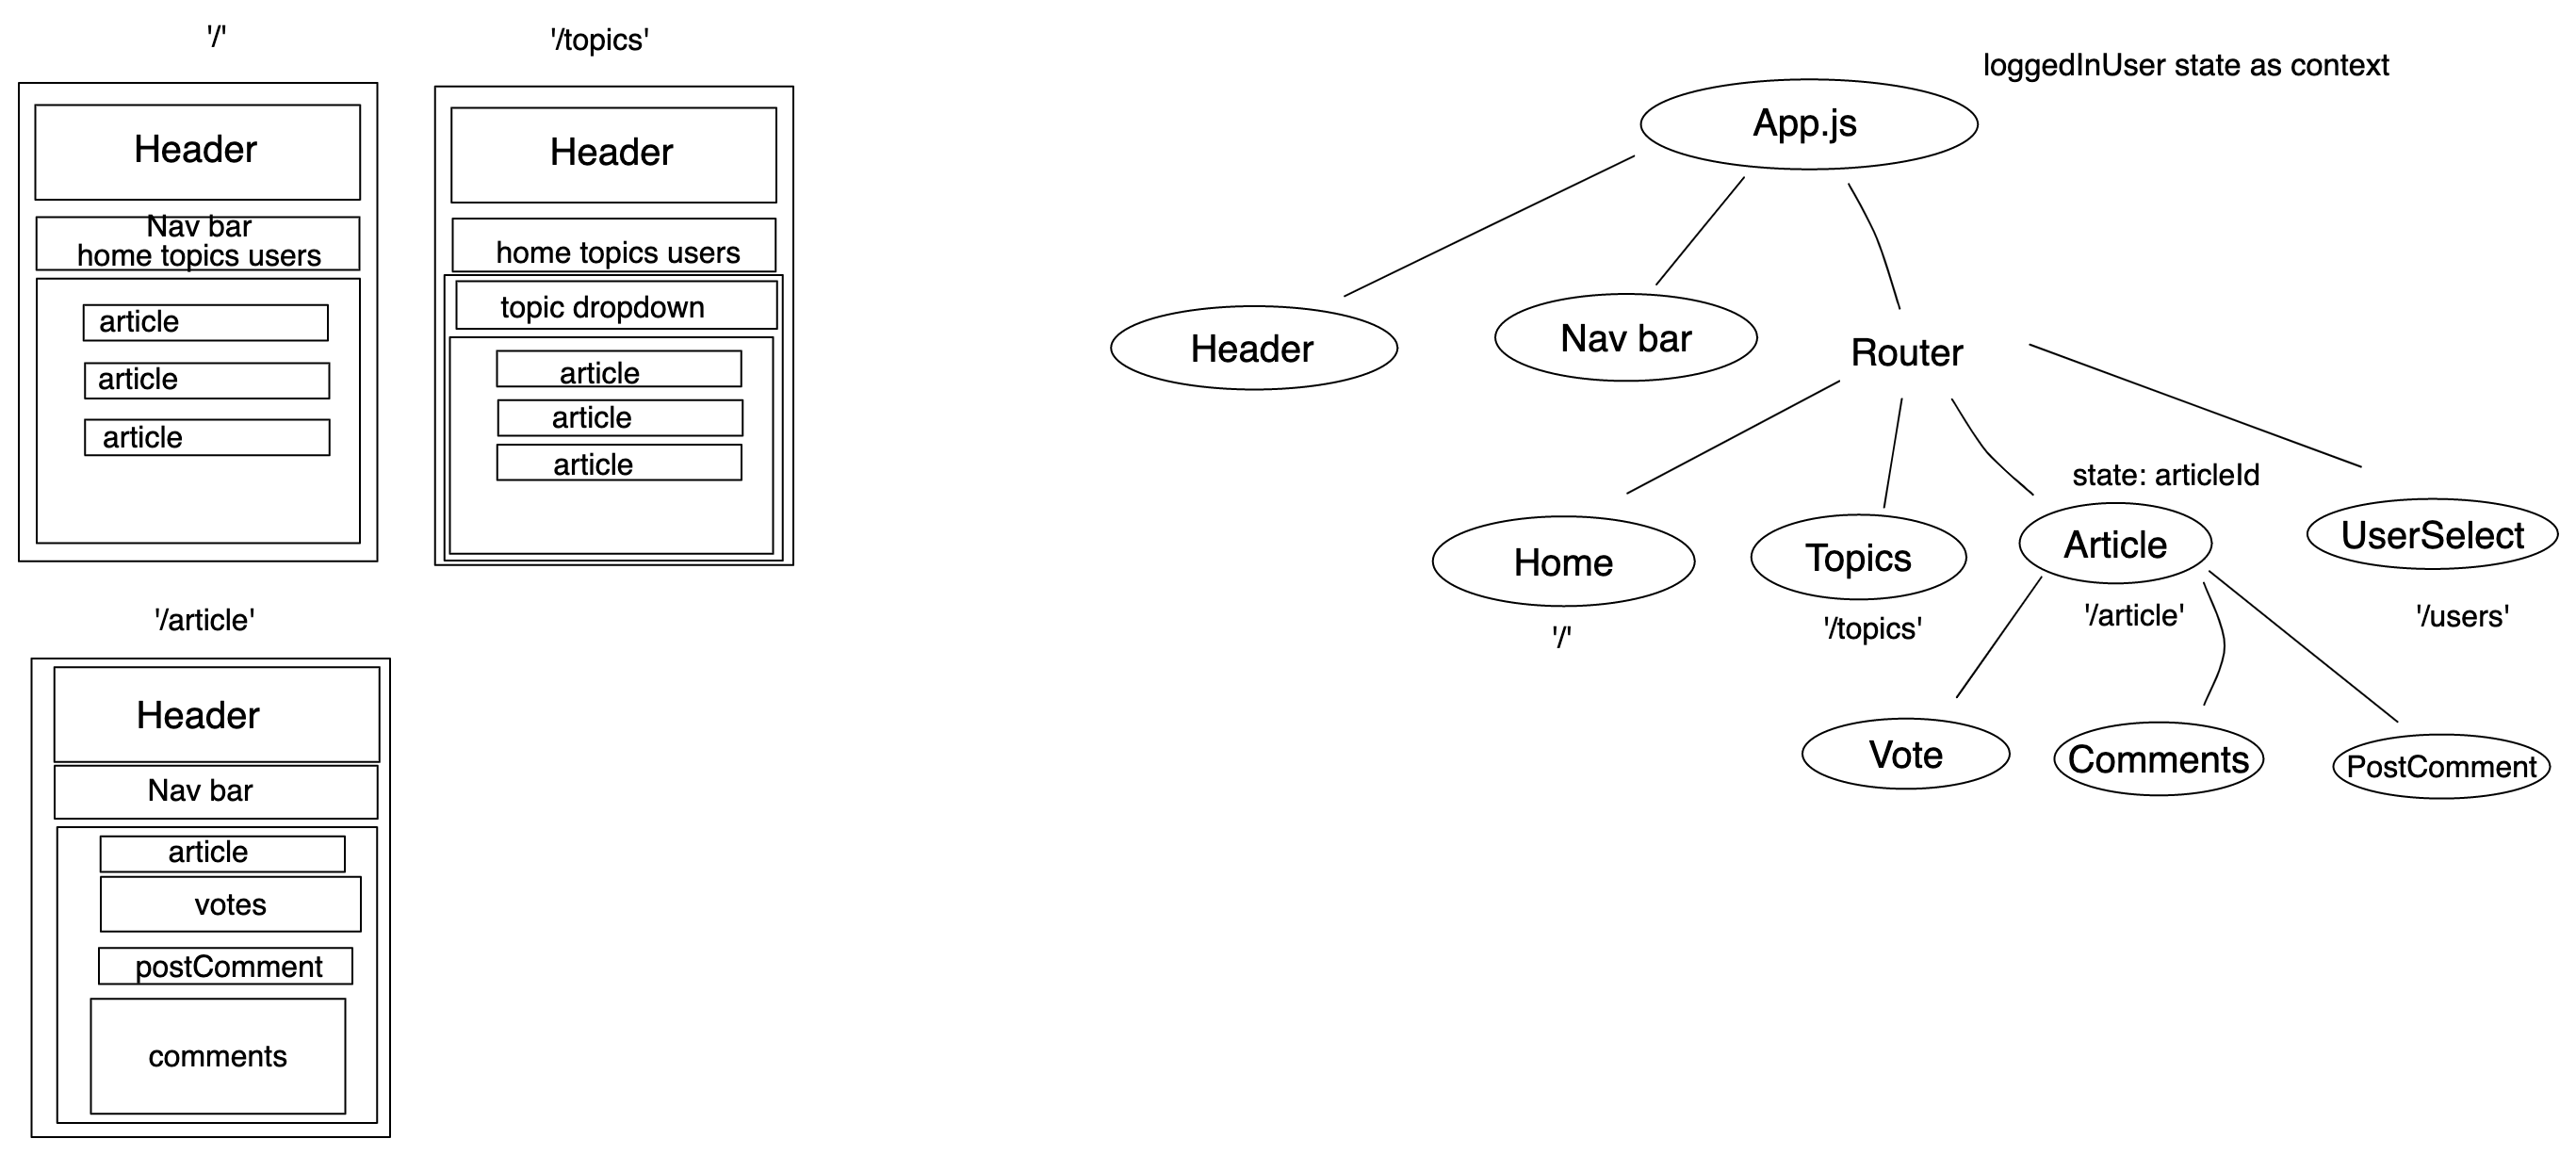 '/'
Header
Nav bar
home topics users
article
article
article
'/topics'
Header
home topics users
topic dropdown
article
article
article
'/article'
Header
Nav bar
article
votes
postComment
comments
loggedInUser state as context
App.js
Header
Nav bar
Router
state: articleId
Home
Topics
Article
UserSelect
'/'
'/topics'
'/article'
'/users'
Vote
Comments
PostComment